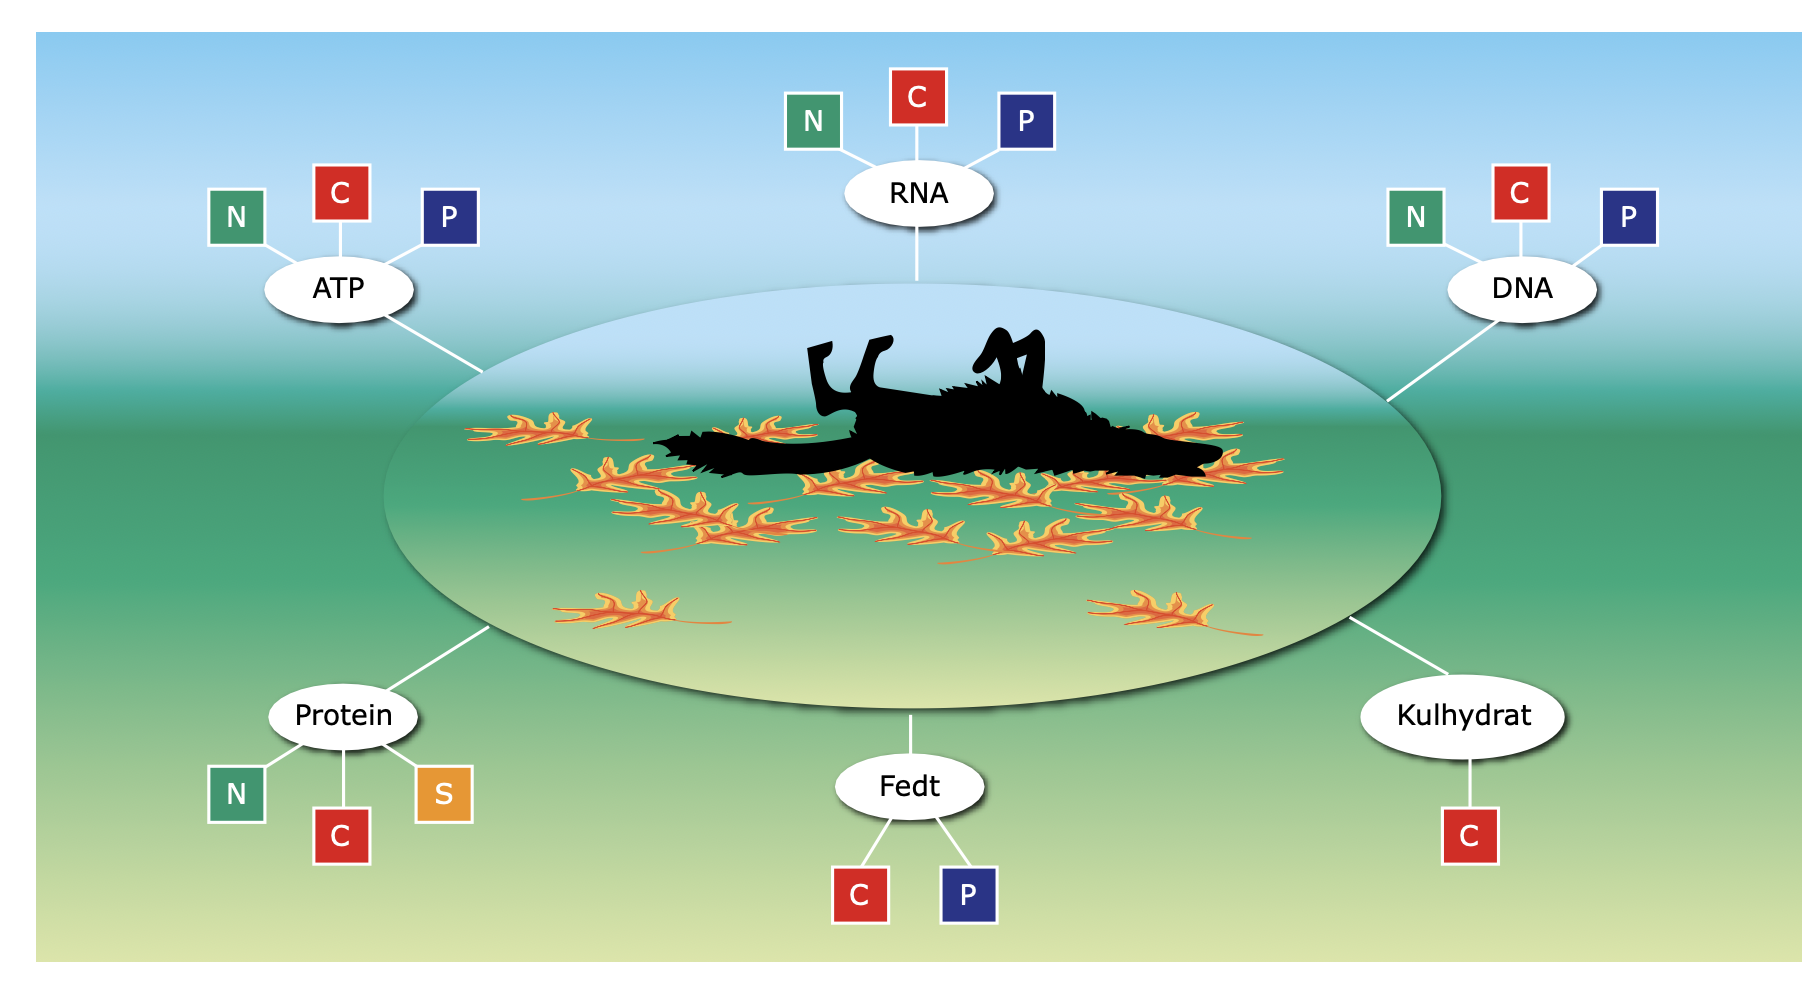 N C P
RNA
N C P
ATP
N C P
DNA
Protein
N C S
Fedt
C P
Kulhydrat
C